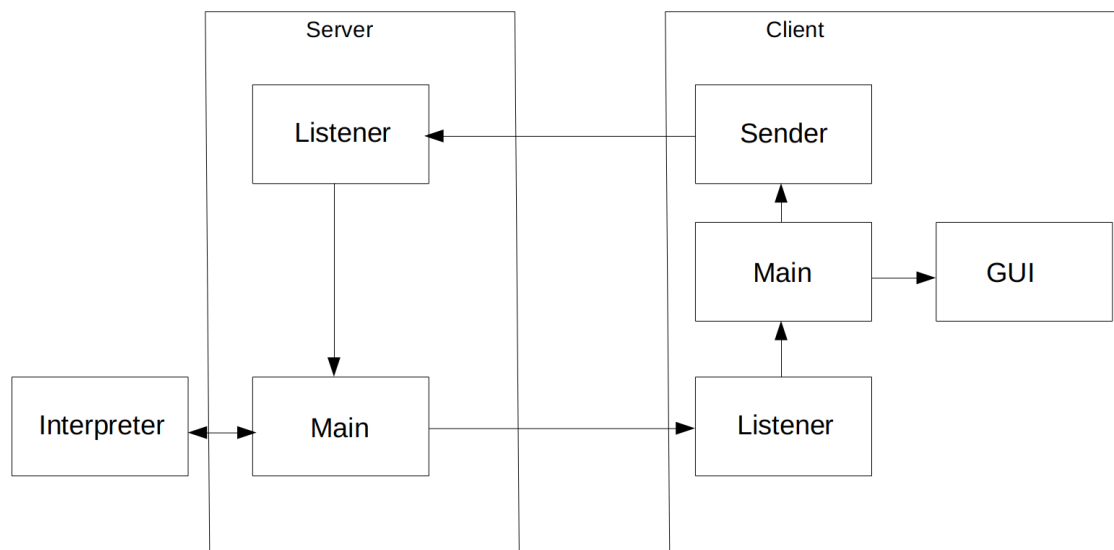 Server
Client
Listener
Sender
Main
GUI
Interpreter
Main
Listener